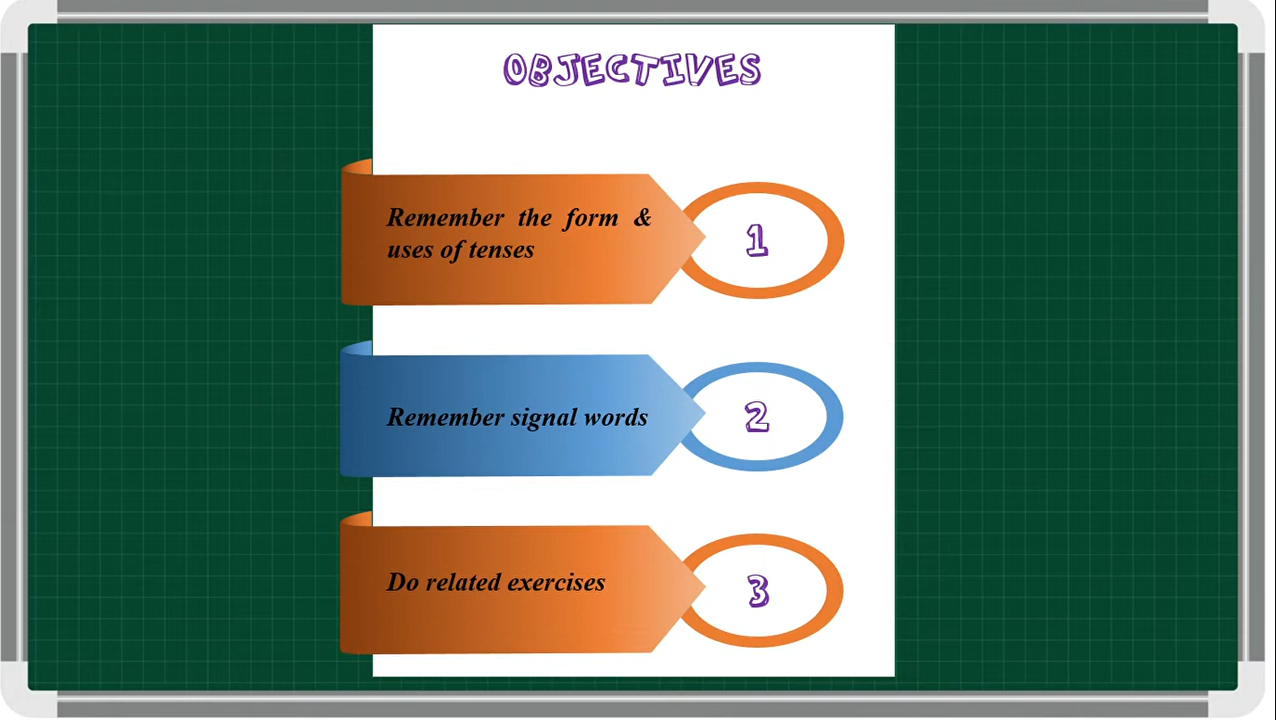 OBJECTIVES
Remember the form &
uses of tenses
1
Remember signal words
2
Do related exercises
3